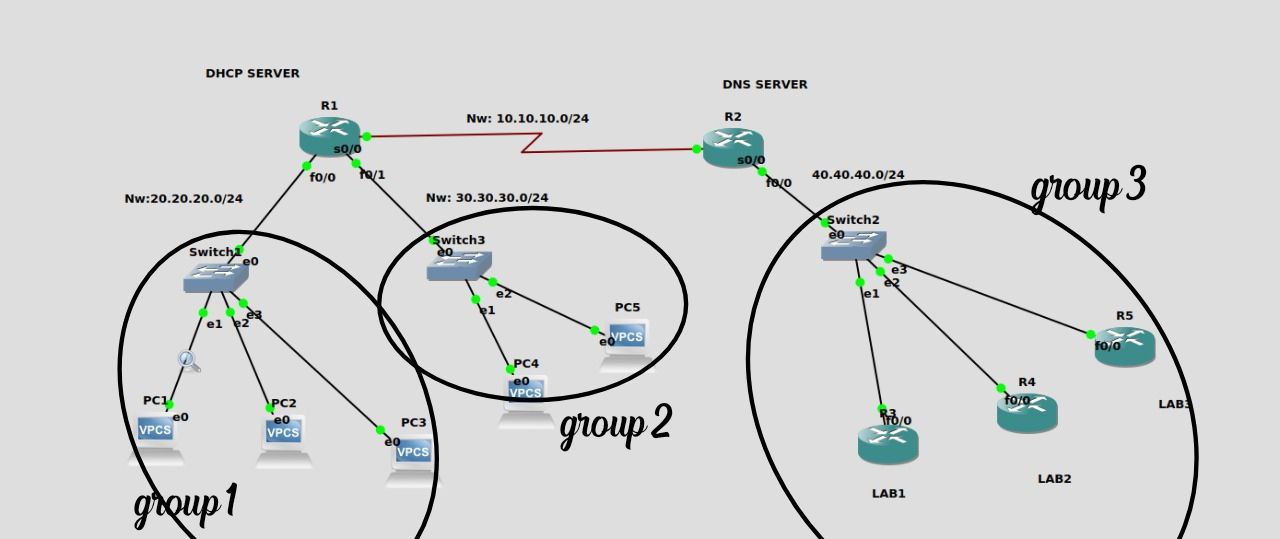 DHCP SERVER
DNS SERVER
R1
Nw: 10.10.10.0/24
R2
s0/0
s0/0
f0/0
f0/1
f0/0
40.40.40.0/24
Nw:20.20.20.0/24
Nw: 30.30.30.0/24
group 3
Switch1
e0
Switch3
e0
Switch2
e0
e1
e2
e3
e1
e2
e1
e2
e3
PC5
e0
R5
f0/0
PC4
e0
PC1
e0
PC2
e0
PC3
e0
R4
f0/0
LAB3
R3
f0/0
group 2
group 1
LAB1
LAB2
VPCS
VPCS
VPCS
VPCS
VPCS